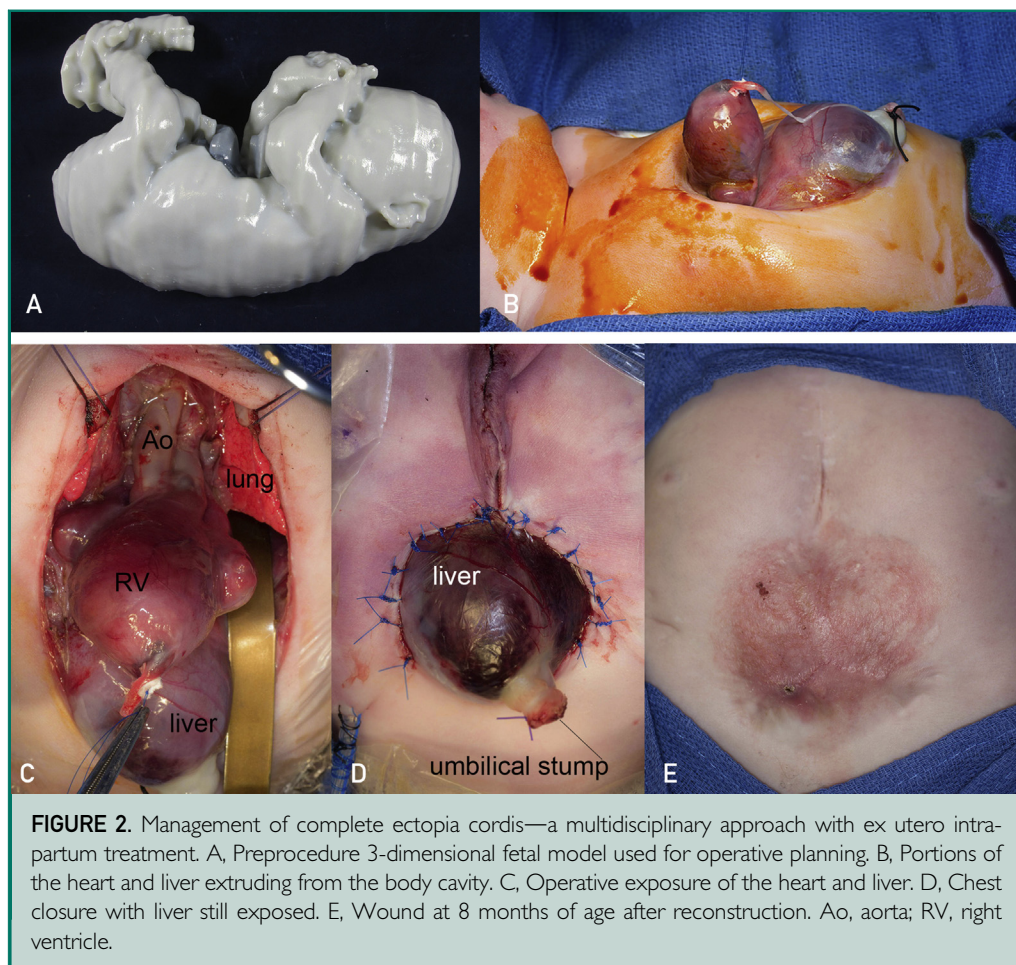 A
B
Ao
lung
RV
liver
C
liver
umbilical stump
D
E
FIGURE 2. Management of complete ectopia cordis—a multidisciplinary approach with ex utero intra-
partum treatment. A, Preprocedure 3-dimensional fetal model used for operative planning. B, Portions of
the heart and liver extruding from the body cavity. C, Operative exposure of the heart and liver. D, Chest
closure with liver still exposed. E, Wound at 8 months of age after reconstruction. Ao, aorta; RV, right
ventricle.